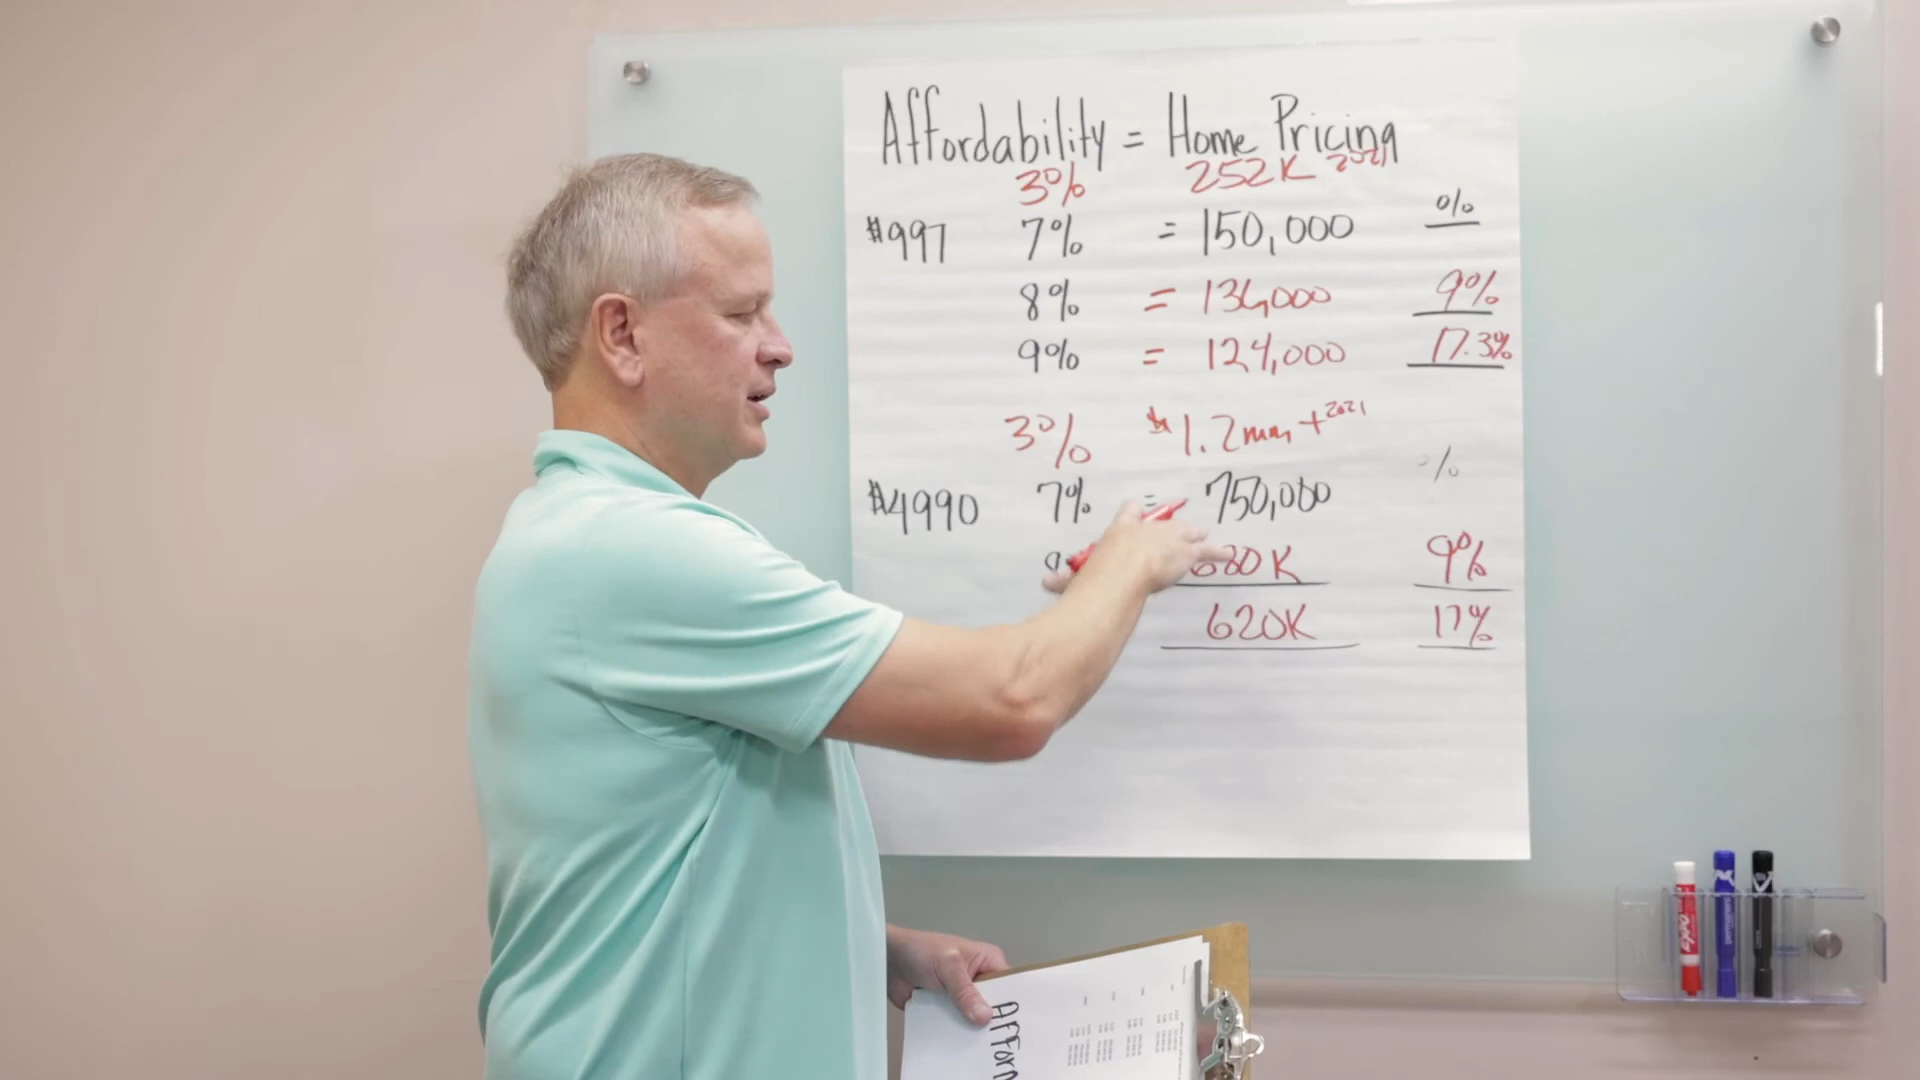 Affordability = Home Pricing
3% 252K 2021
$997 7% = 150,000 %
8% = 136,000 9%
9% = 124,000 17.3%
3% $1.2mm + 2021
$4990 7% = 750,000 %
680K 9%
620K 17%
EXPO